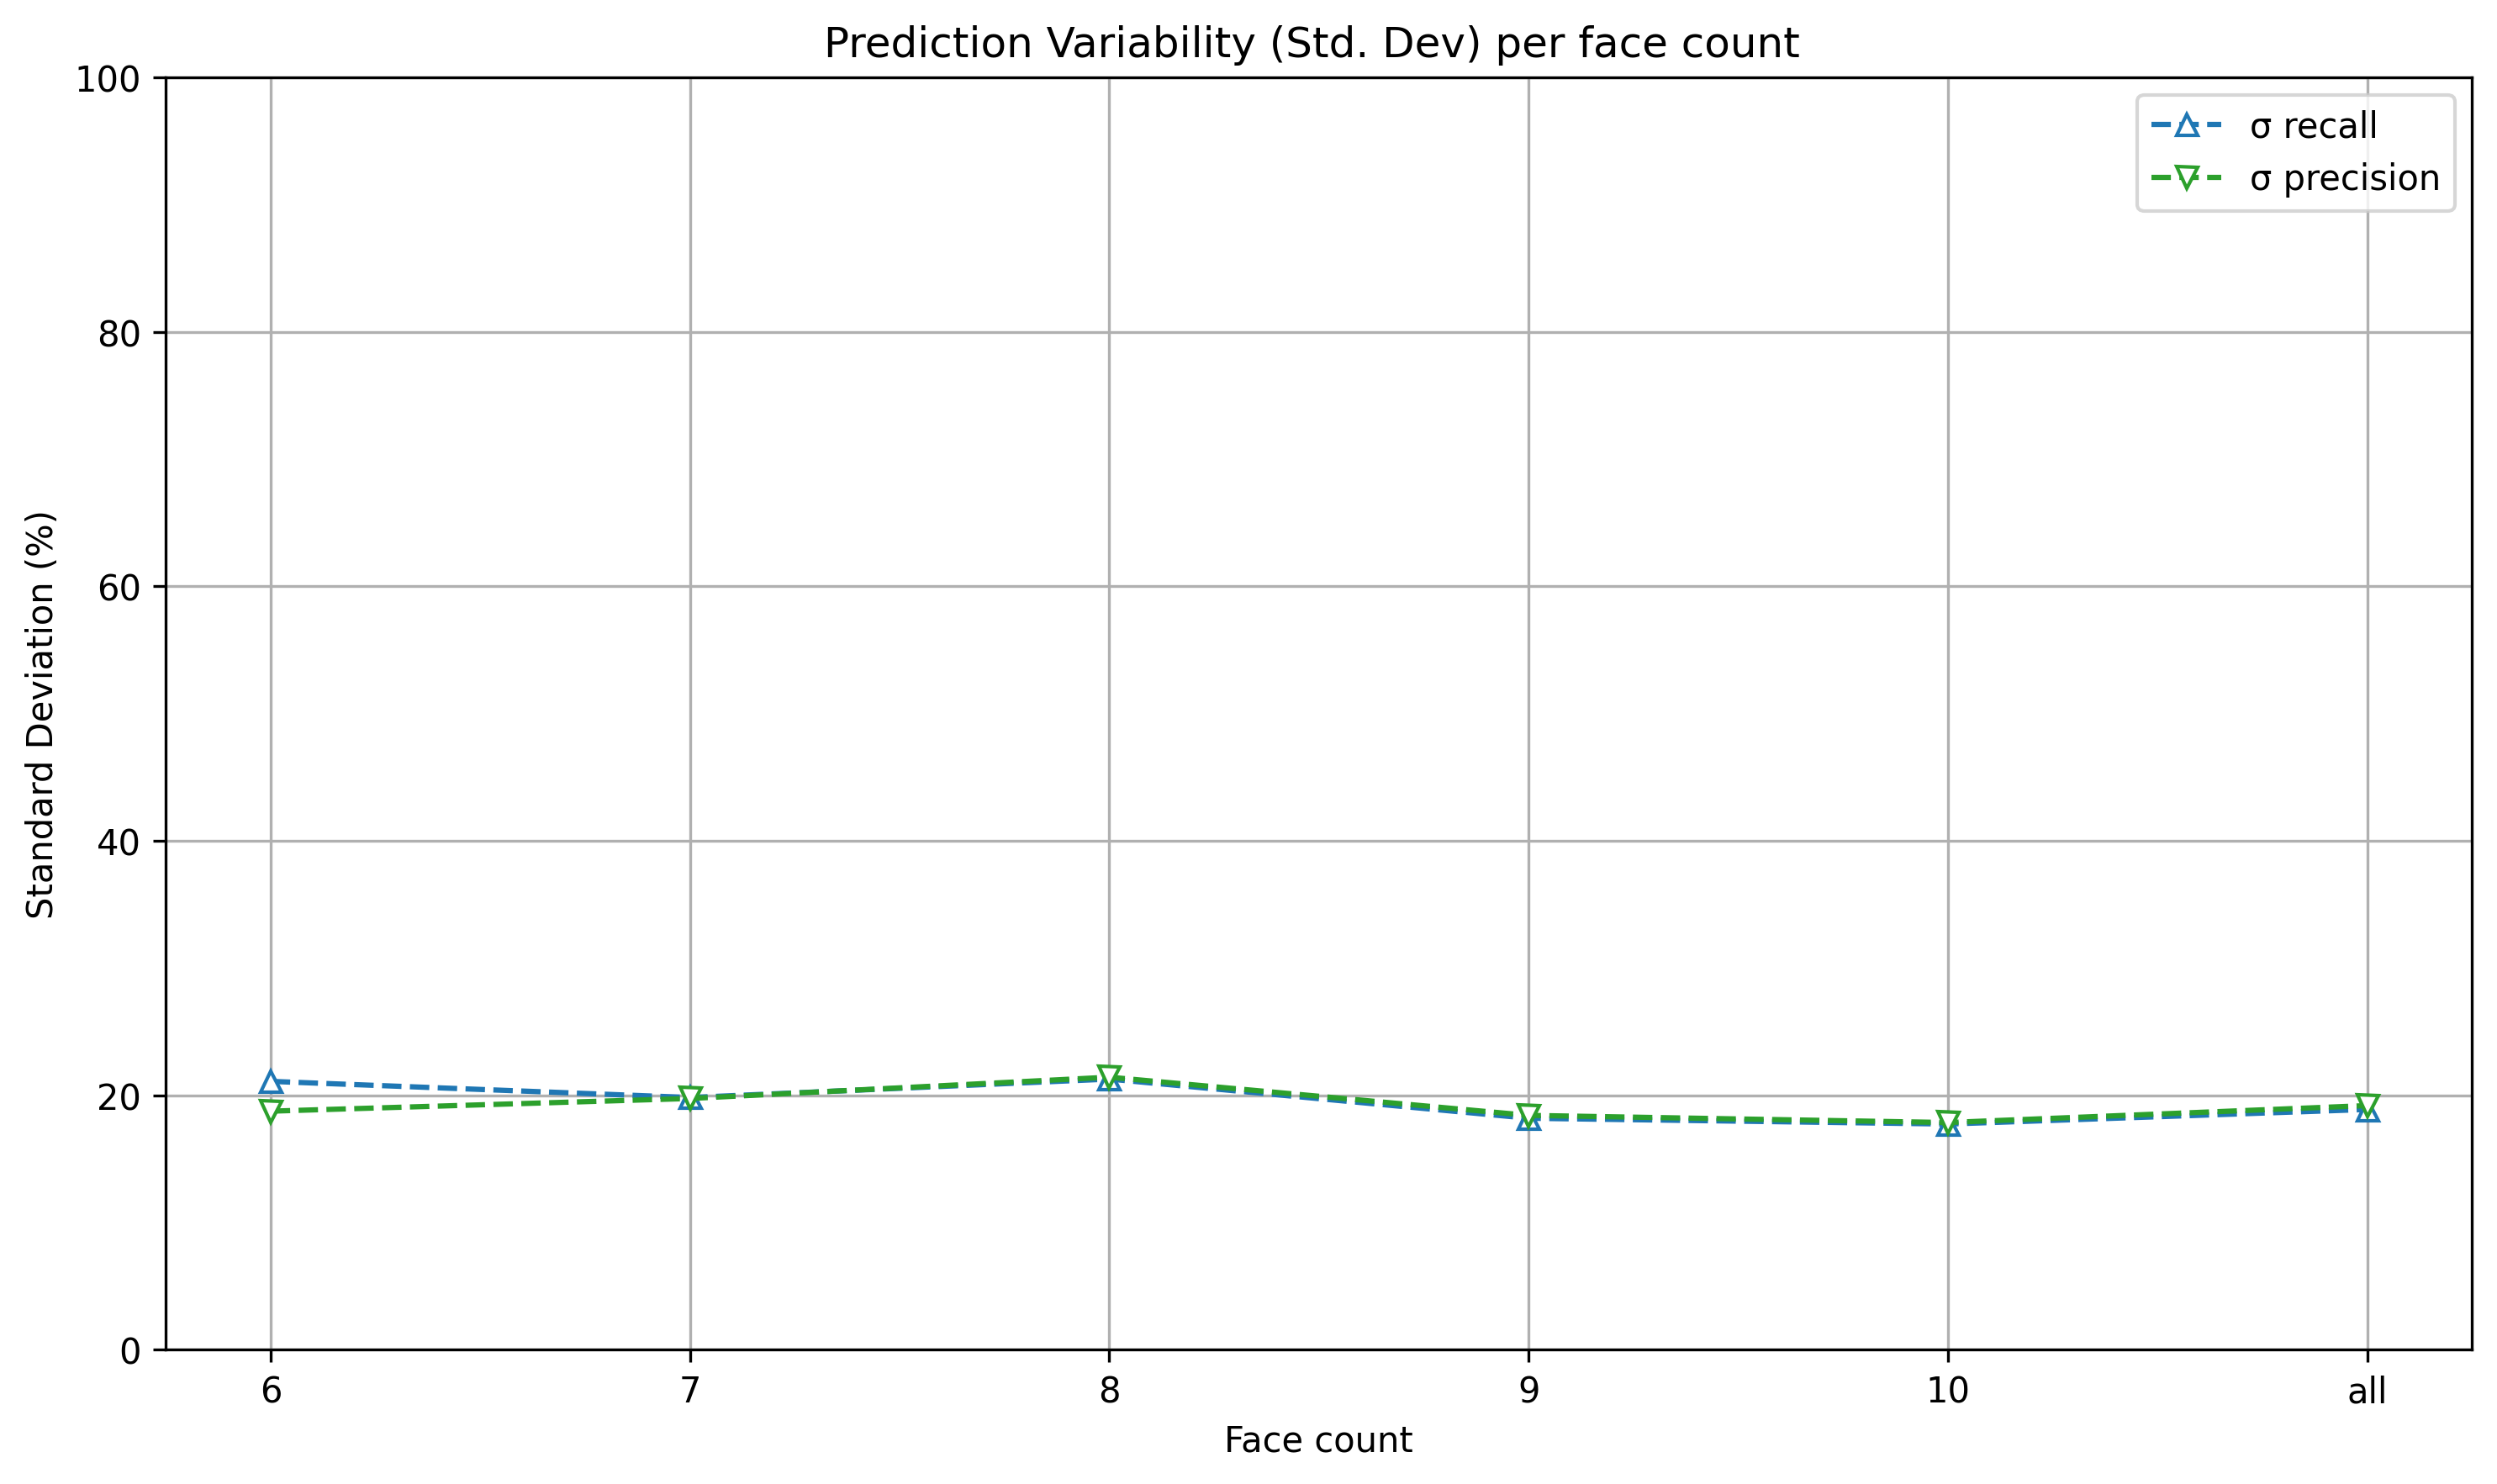 Prediction Variability (Std. Dev) per face count
100
80
60
40
20
0
Standard Deviation (%)
σ recall
σ precision
6 7 8 9 10 all
Face count